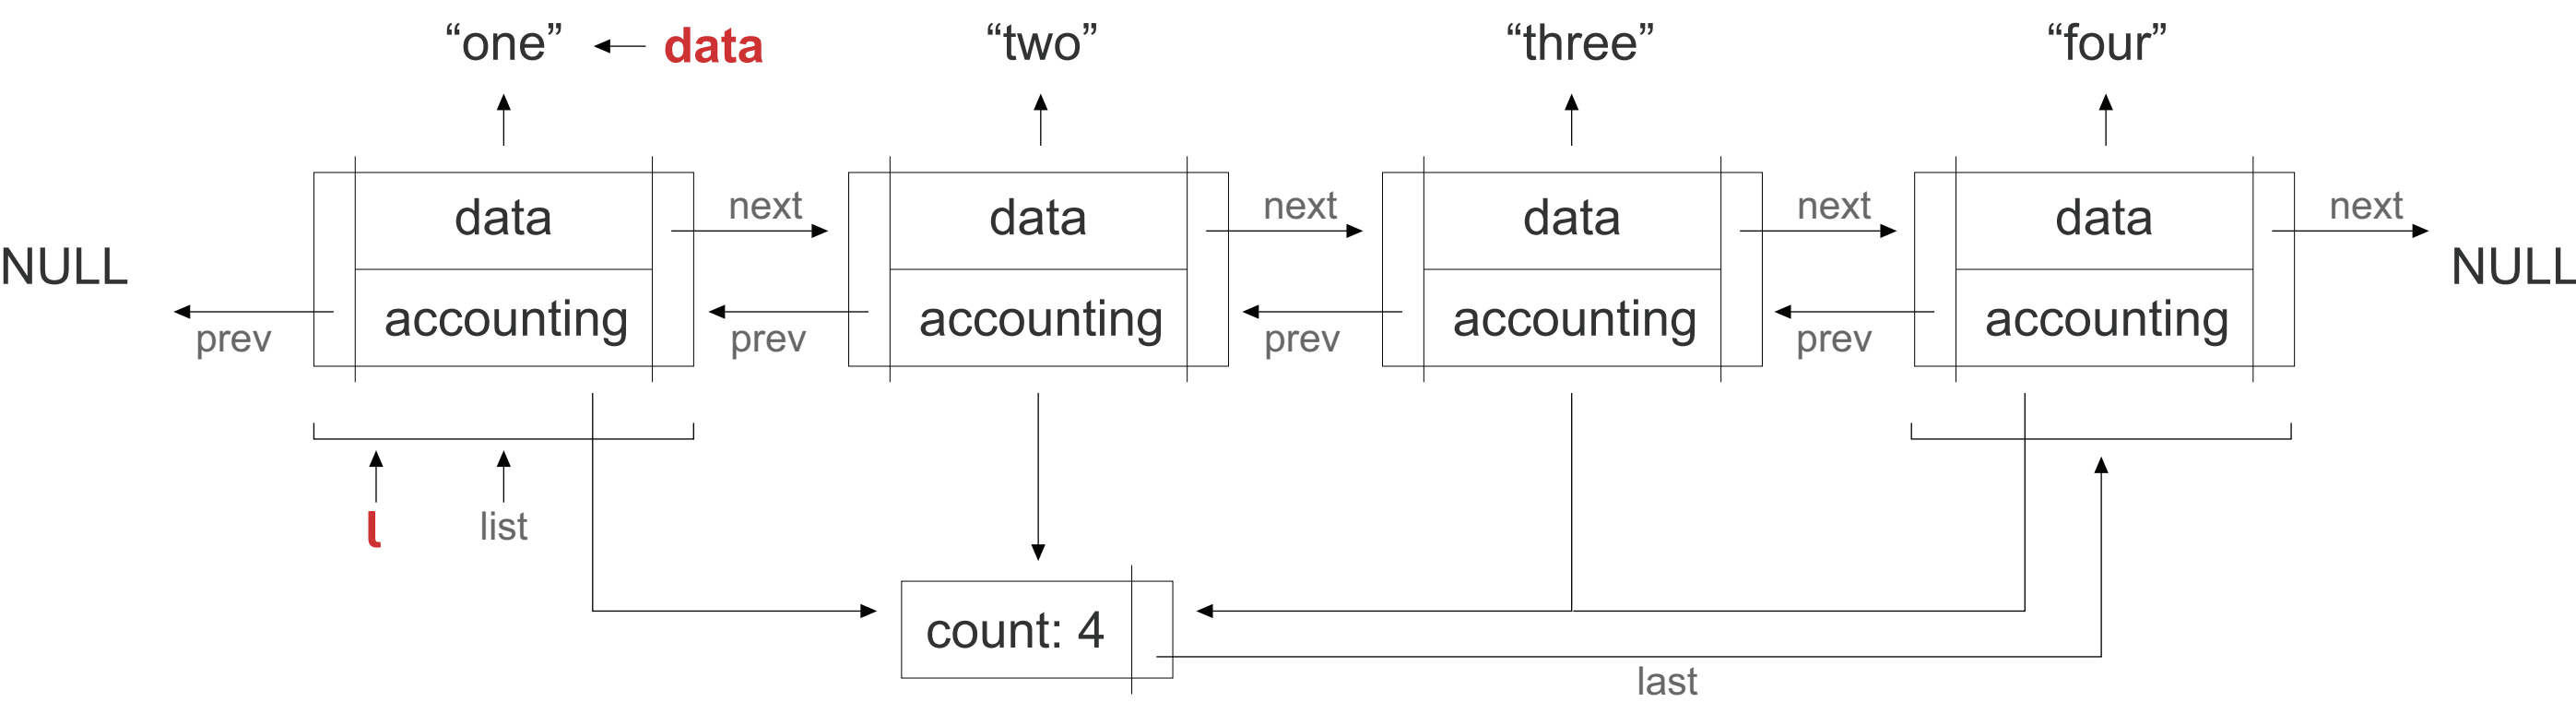 “one” data “two” “three” “four”
data next data next data next data next
NULL NULL
accounting accounting accounting accounting
prev prev prev prev
l list
count: 4
last